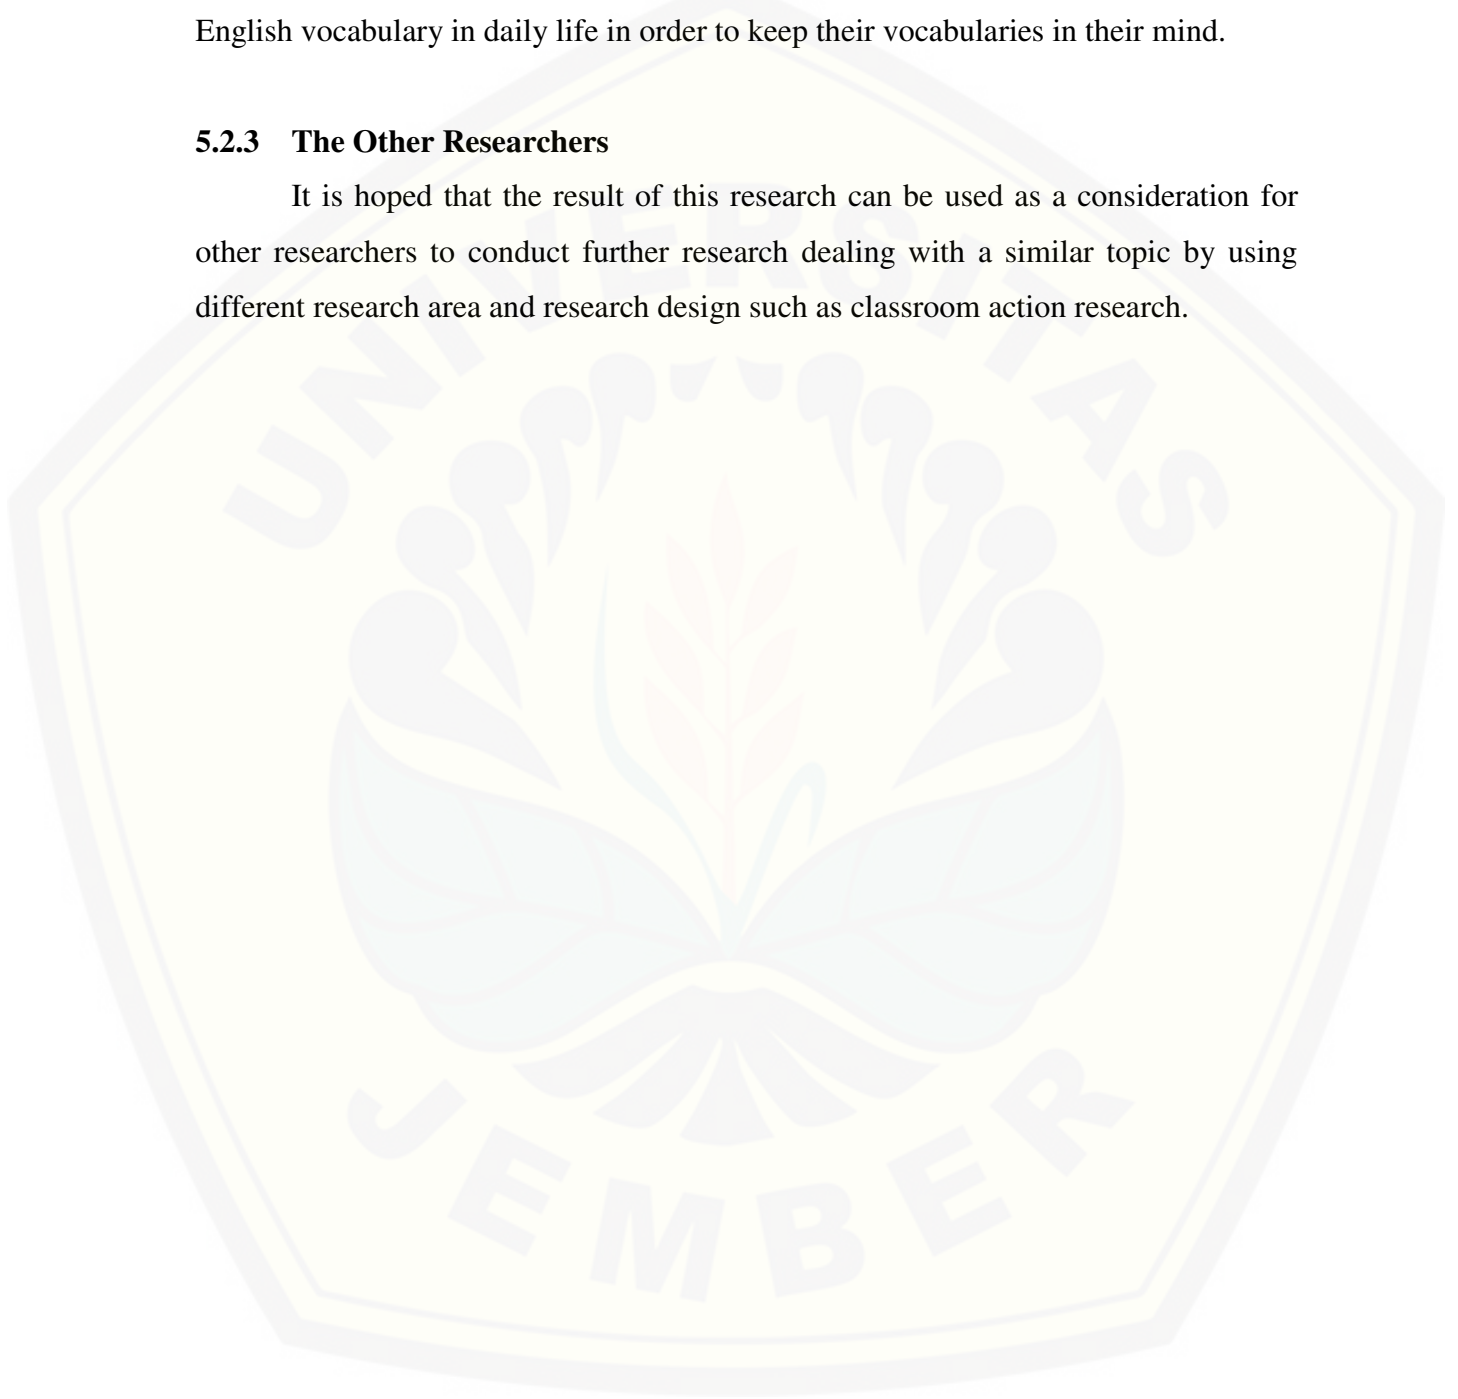 English vocabulary in daily life in order to keep their vocabularies in their mind.
5.2.3 The Other Researchers
It is hoped that the result of this research can be used as a consideration for
other researchers to conduct further research dealing with a similar topic by using
different research area and research design such as classroom action research.
UNIVERSITAS
JEMBER